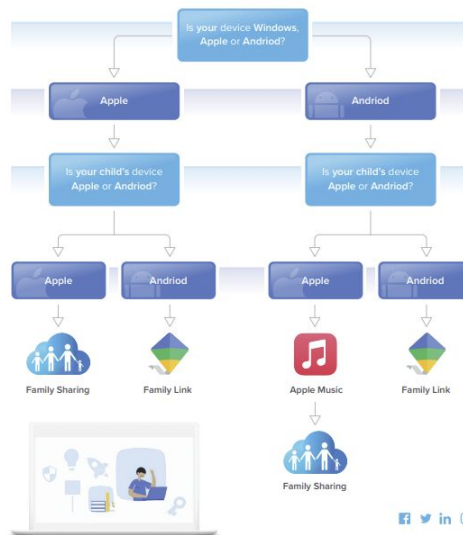 Is your device Windows,
Apple or Andriod?
Apple
Andriod
Is your child's device
Apple or Andriod?
Is your child's device
Apple or Andriod?
Apple
Andriod
Apple
Andriod
Family Sharing
Family Link
Apple Music
Family Link
Family Sharing